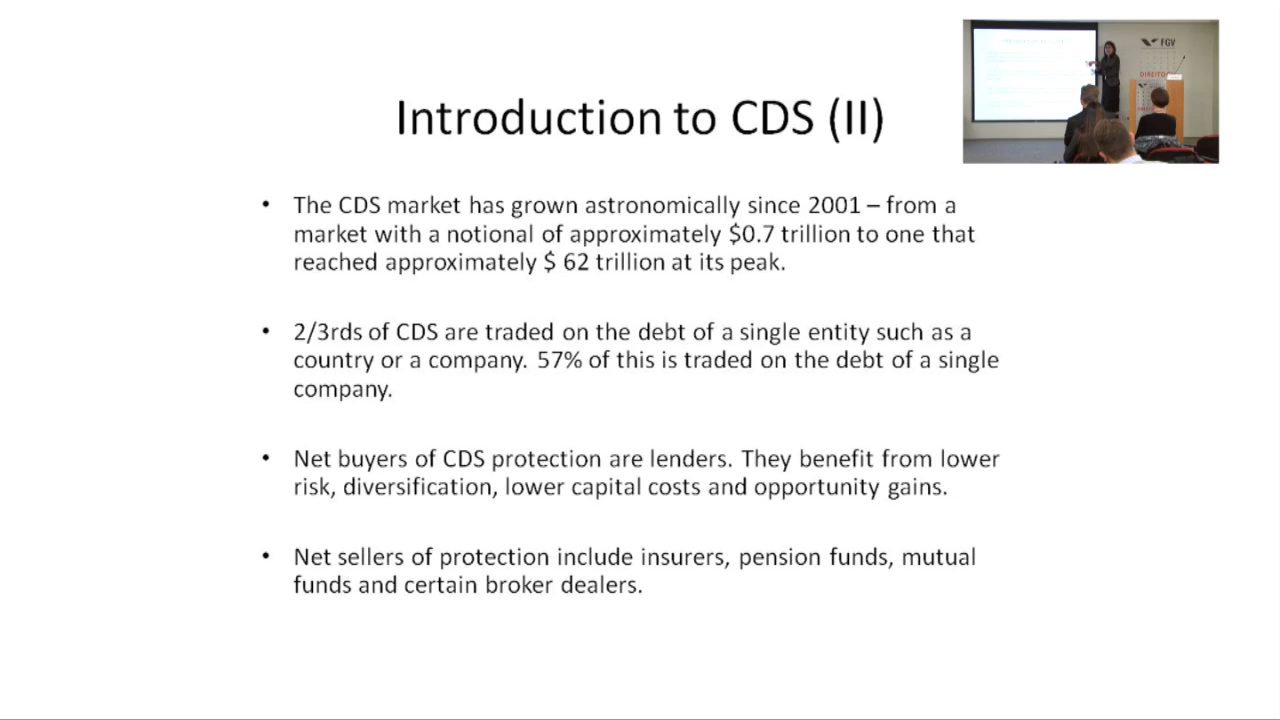 Introduction to CDS (II)
FGV
DIREITO
• The CDS market has grown astronomically since 2001 – from a
market with a notional of approximately $0.7 trillion to one that
reached approximately $ 62 trillion at its peak.
• 2/3rds of CDS are traded on the debt of a single entity such as a
country or a company. 57% of this is traded on the debt of a single
company.
• Net buyers of CDS protection are lenders. They benefit from lower
risk, diversification, lower capital costs and opportunity gains.
• Net sellers of protection include insurers, pension funds, mutual
funds and certain broker dealers.